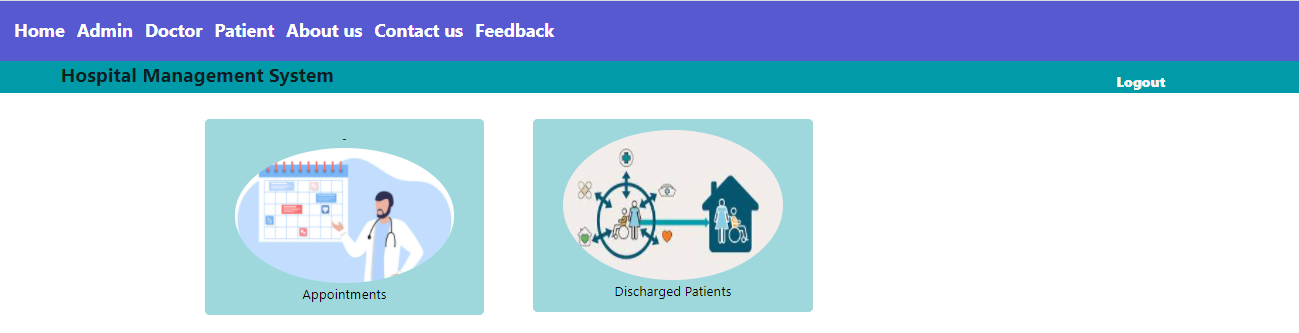 Home Admin Doctor Patient About us Contact us Feedback
Hospital Management System
Logout
-
Appointments
Discharged Patients